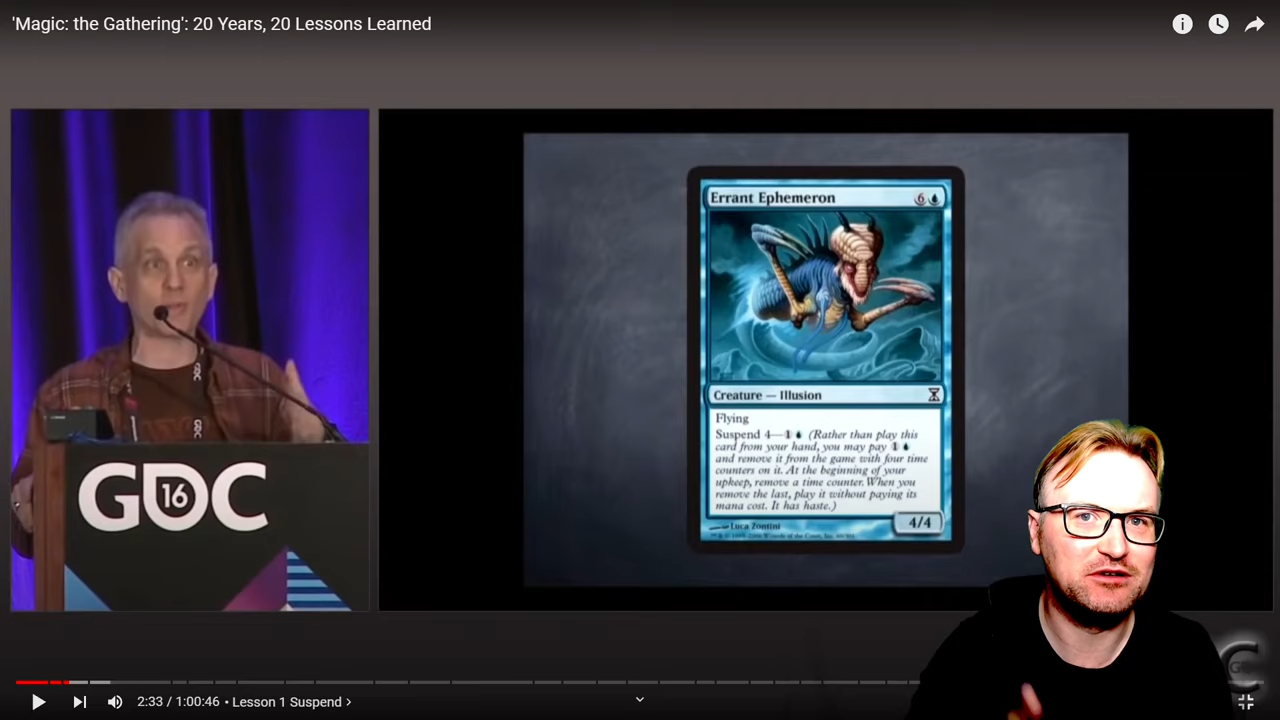 'Magic: the Gathering': 20 Years, 20 Lessons Learned
Errant Ephemeron
6
Creature — Illusion
Flying
Suspend 4—1 (Rather than play this
card from your hand, you may pay 1
and remove it from the game with four time
counters on it. At the beginning of your
upkeep, remove a time counter. When you
remove the last, play it without paying its
mana cost. It has haste.)
Luca Zontini
4/4
GDC
GDC
GDC
16
2:33 / 1:00:46 • Lesson 1 Suspend >